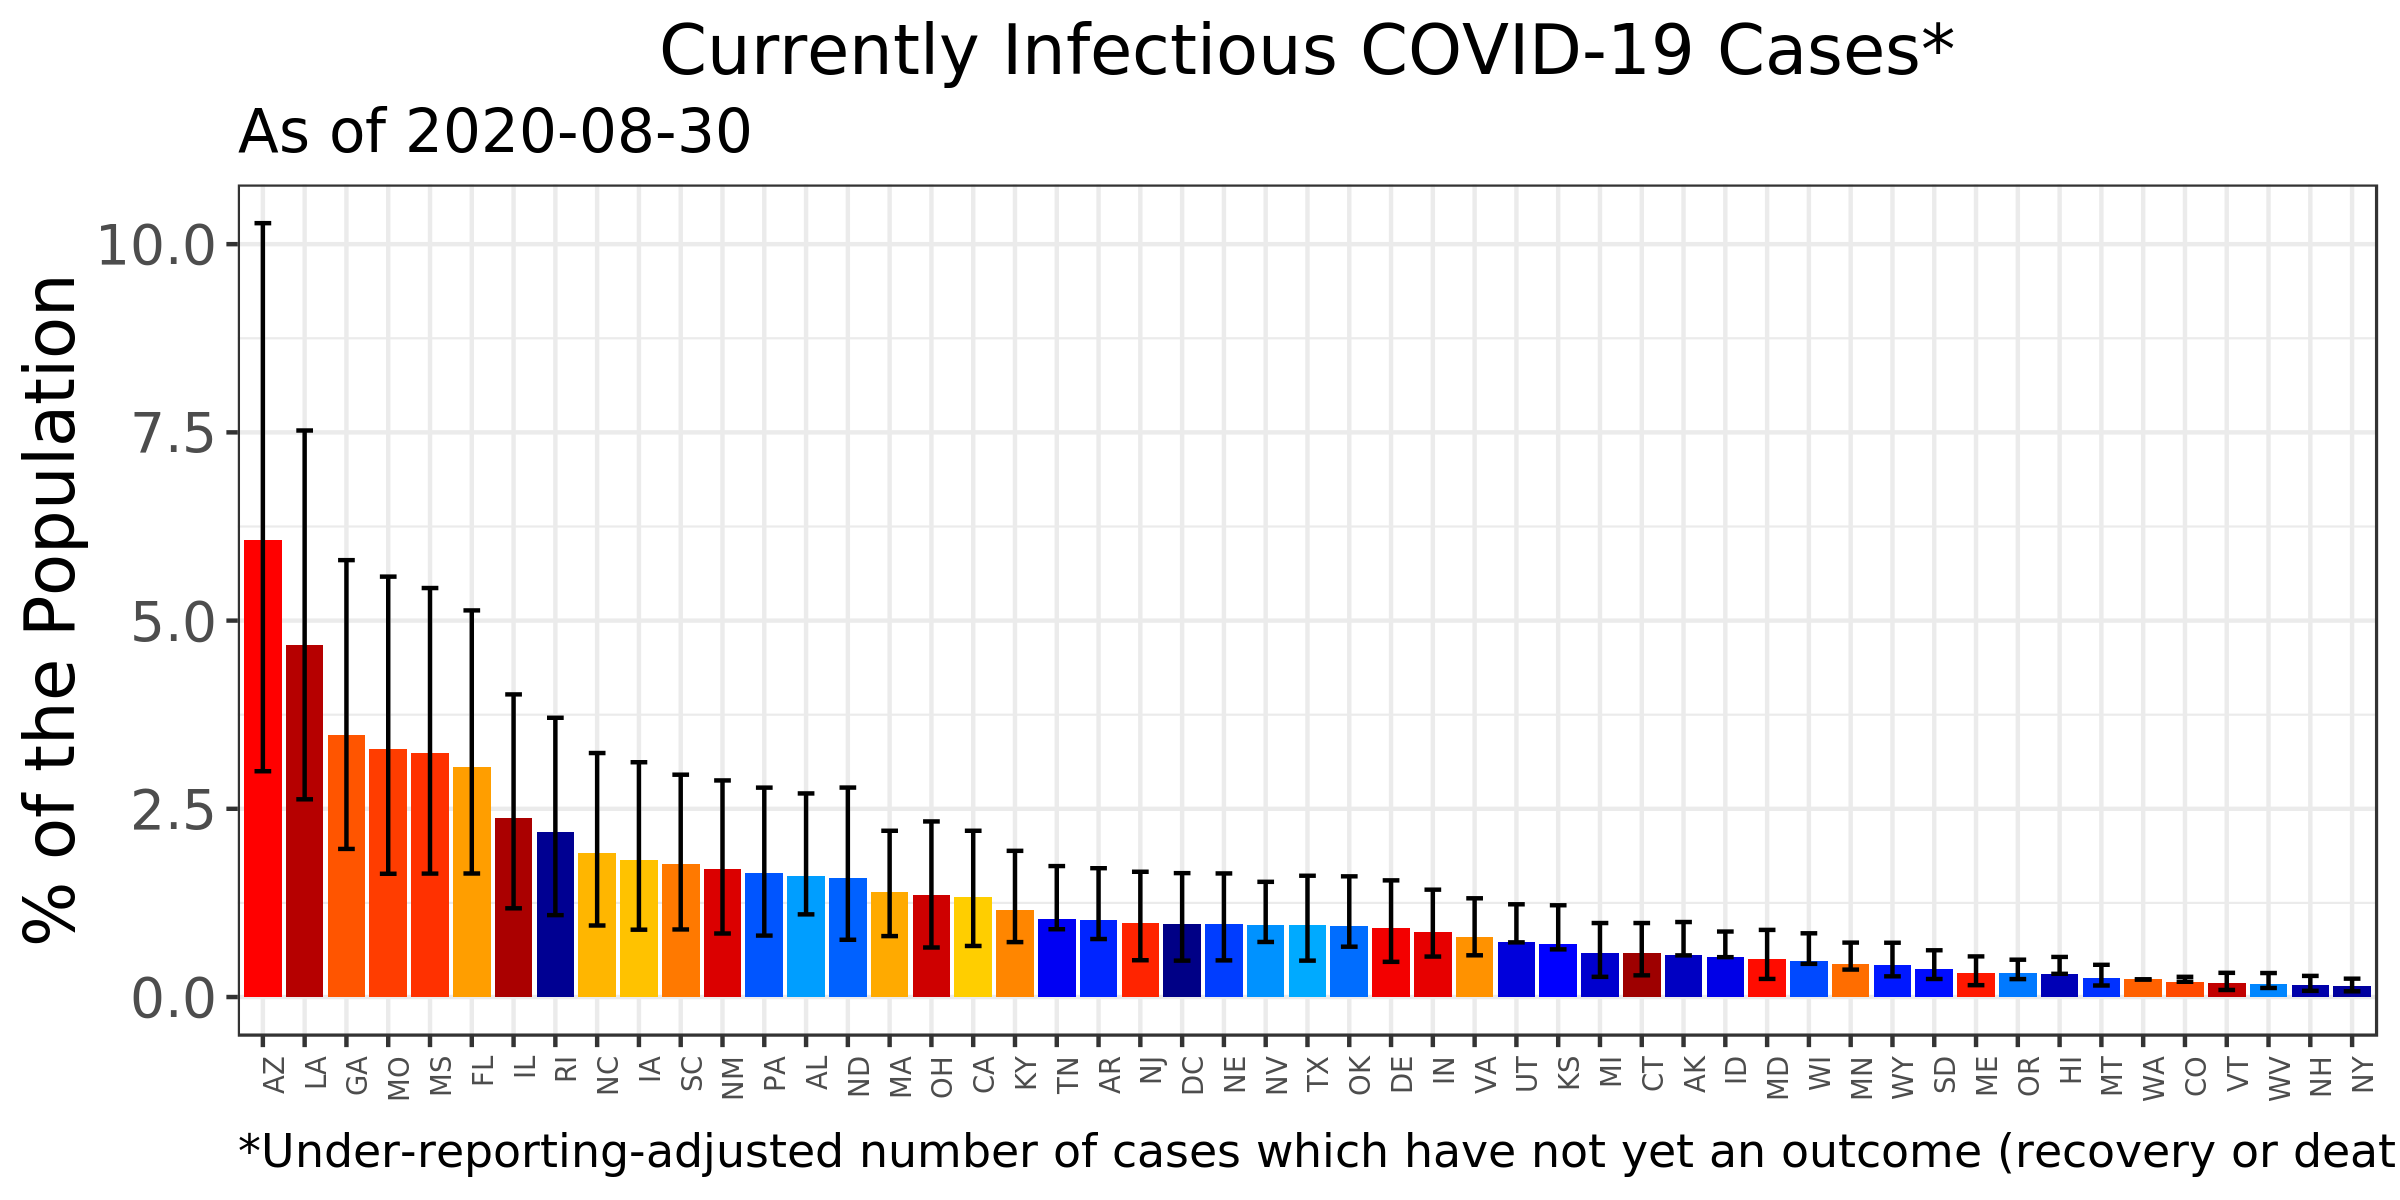 Currently Infectious COVID-19 Cases*
As of 2020-08-30
% of the Population
10.0
7.5
5.0
2.5
0.0
AZ LA GA MO MS FL IL RI NC IA SC NM PA AL ND MA OH CA KY TN AR NJ DC NE NV TX OK DE IN VA UT KS MI CT AK ID MD WI MN WY SD ME OR HI MT WA CO VT WV NH NY
*Under-reporting-adjusted number of cases which have not yet an outcome (recovery or deat